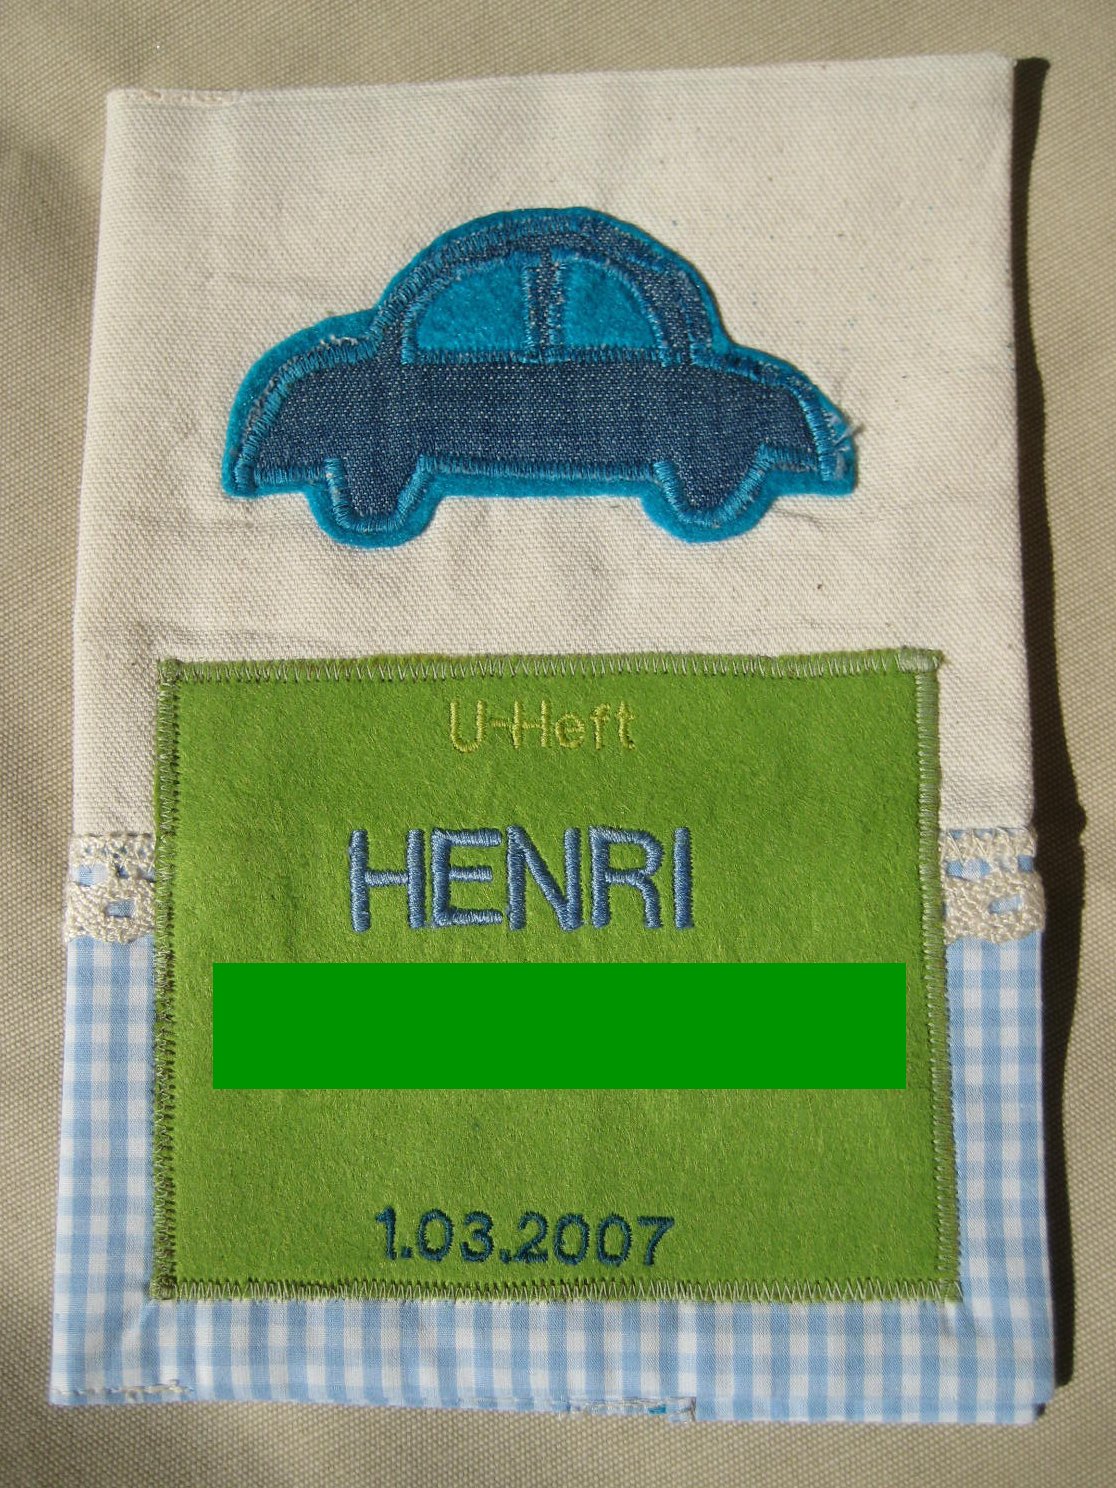 U-Heft
HENRI
1.03.2007